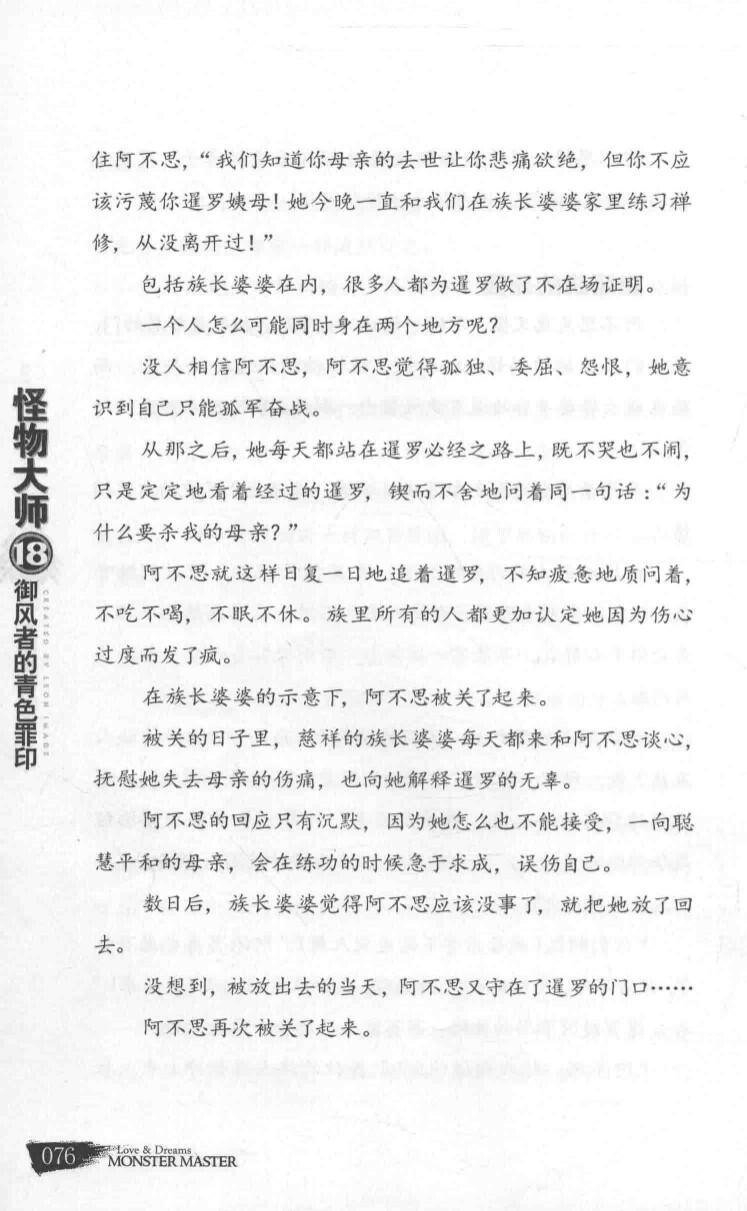 住阿不思，“我们知道你母亲的去世让你悲痛欲绝，但你不应
该污蔑你暹罗姨母！她今晚一直和我们在族长婆婆家里练习禅
修，从没离开过！”
包括族长婆婆在内，很多人都为暹罗做了不在场证明。
一个人怎么可能同时身在两个地方呢？
没人相信阿不思，阿不思觉得孤独、委屈、怨恨，她意
识到自己只能孤军奋战。
从那之后，她每天都站在暹罗必经之路上，既不哭也不闹，
只是定定地看着经过的暹罗，锲而不舍地问着同一句话：“为
什么要杀我的母亲？”
阿不思就这样日复一日地追着暹罗，不知疲惫地质问着，
不吃不喝，不眠不休。族里所有的人都更加认定她因为伤心
过度而发了疯。
在族长婆婆的示意下，阿不思被关了起来。
被关的日子里，慈祥的族长婆婆每天都来和阿不思谈心，
抚慰她失去母亲的伤痛，也向她解释暹罗的无辜。
阿不思的回应只有沉默，因为她怎么也不能接受，一向聪
慧平和的母亲，会在练功的时候急于求成，误伤自己。
数日后，族长婆婆觉得阿不思应该没事了，就把她放了回
去。
没想到，被放出去的当天，阿不思又守在了暹罗的门口……
阿不思再次被关了起来。
怪物大师⑱御风者的青色罪印
CREATED BY LEON IMAGE
076
Love & Dreams
MONSTER MASTER